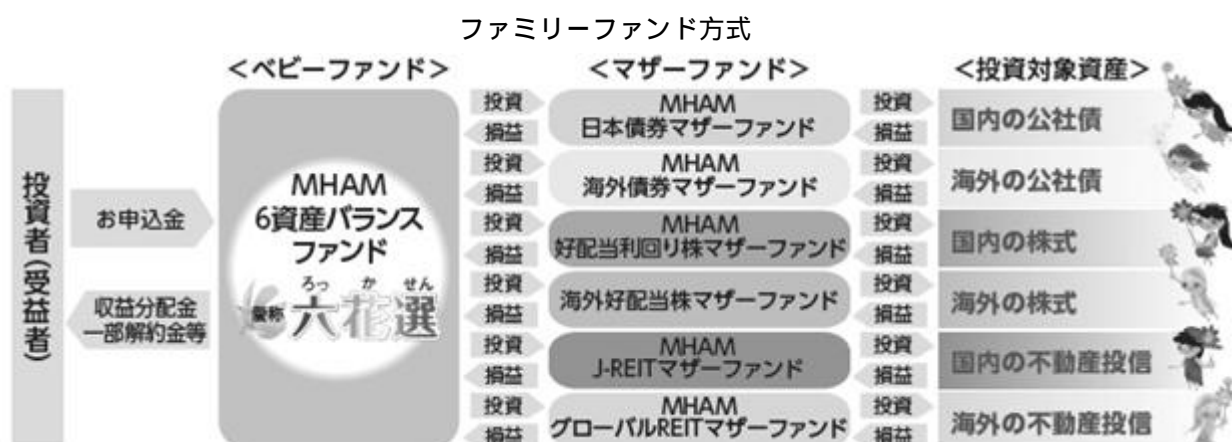 ファミリーファンド方式
＜ベビーファンド＞
＜マザーファンド＞
＜投資対象資産＞
投資者(受益者)
お申込金
収益分配金
一部解約金等
MHAM
6資産バランス
ファンド
ろっ か せん
愛称 六花選
投資
損益
MHAM
日本債券マザーファンド
投資
損益
国内の公社債
投資
損益
MHAM
海外債券マザーファンド
投資
損益
海外の公社債
投資
損益
MHAM
好配当利回り株マザーファンド
投資
損益
国内の株式
投資
損益
海外好配当株マザーファンド
投資
損益
海外の株式
投資
損益
MHAM
J-REITマザーファンド
投資
損益
国内の不動産投信
投資
損益
MHAM
グローバルREITマザーファンド
投資
損益
海外の不動産投信